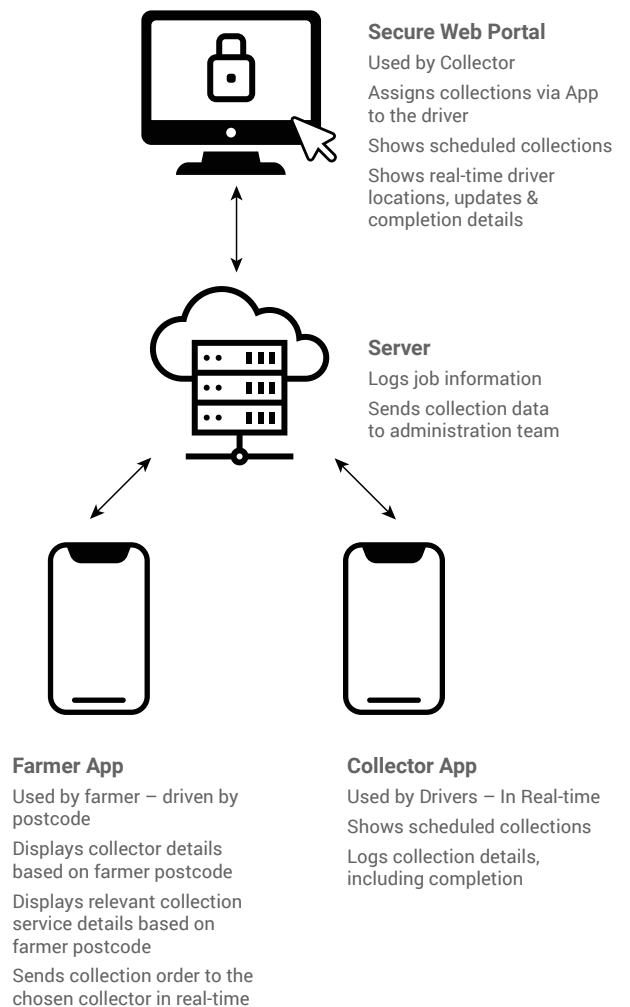 Secure Web Portal
Used by Collector
Assigns collections via App
to the driver
Shows scheduled collections
Shows real-time driver
locations, updates &
completion details
Server
Logs job information
Sends collection data
to administration team
Farmer App
Used by farmer – driven by
postcode
Displays collector details
based on farmer postcode
Displays relevant collection
service details based on
farmer postcode
Sends collection order to the
chosen collector in real-time
Collector App
Used by Drivers – In Real-time
Shows scheduled collections
Logs collection details,
including completion